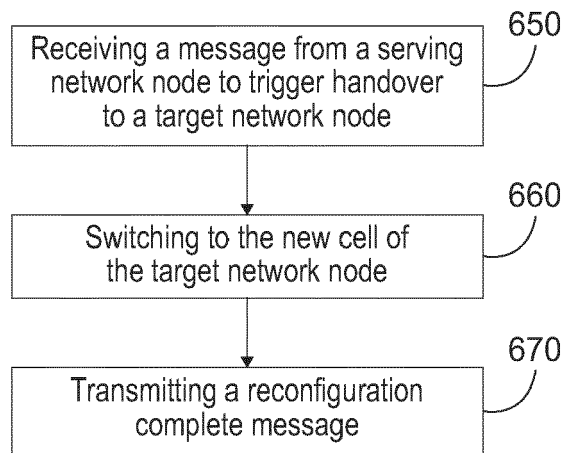 650
Receiving a message from a serving
network node to trigger handover
to a target network node
660
Switching to the new cell of
the target network node
670
Transmitting a reconfiguration
complete message